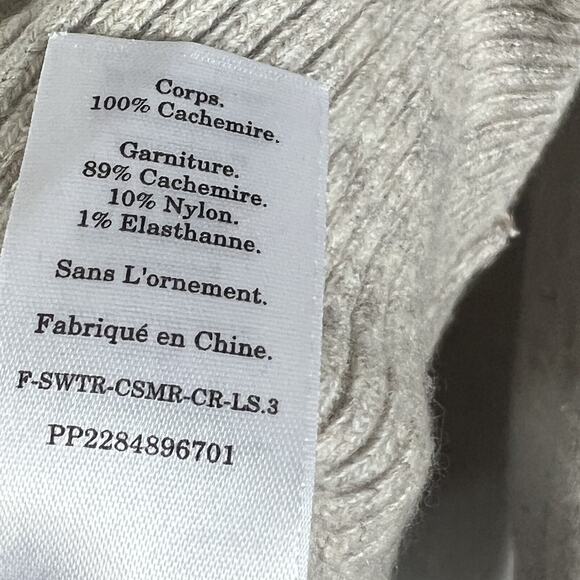 Corps.
100% Cachemire.
Garniture.
89% Cachemire.
10% Nylon.
1% Elasthanne.
Sans L'ornement.
Fabriqué en Chine.
F-SWTR-CSMR-CR-LS.3
PP2284896701